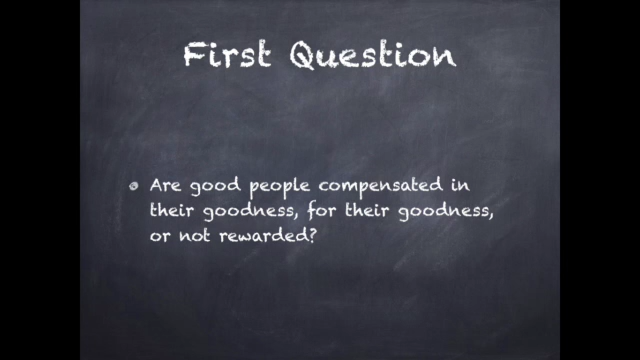 First Question
Are good people compensated in
their goodness, for their goodness,
or not rewarded?